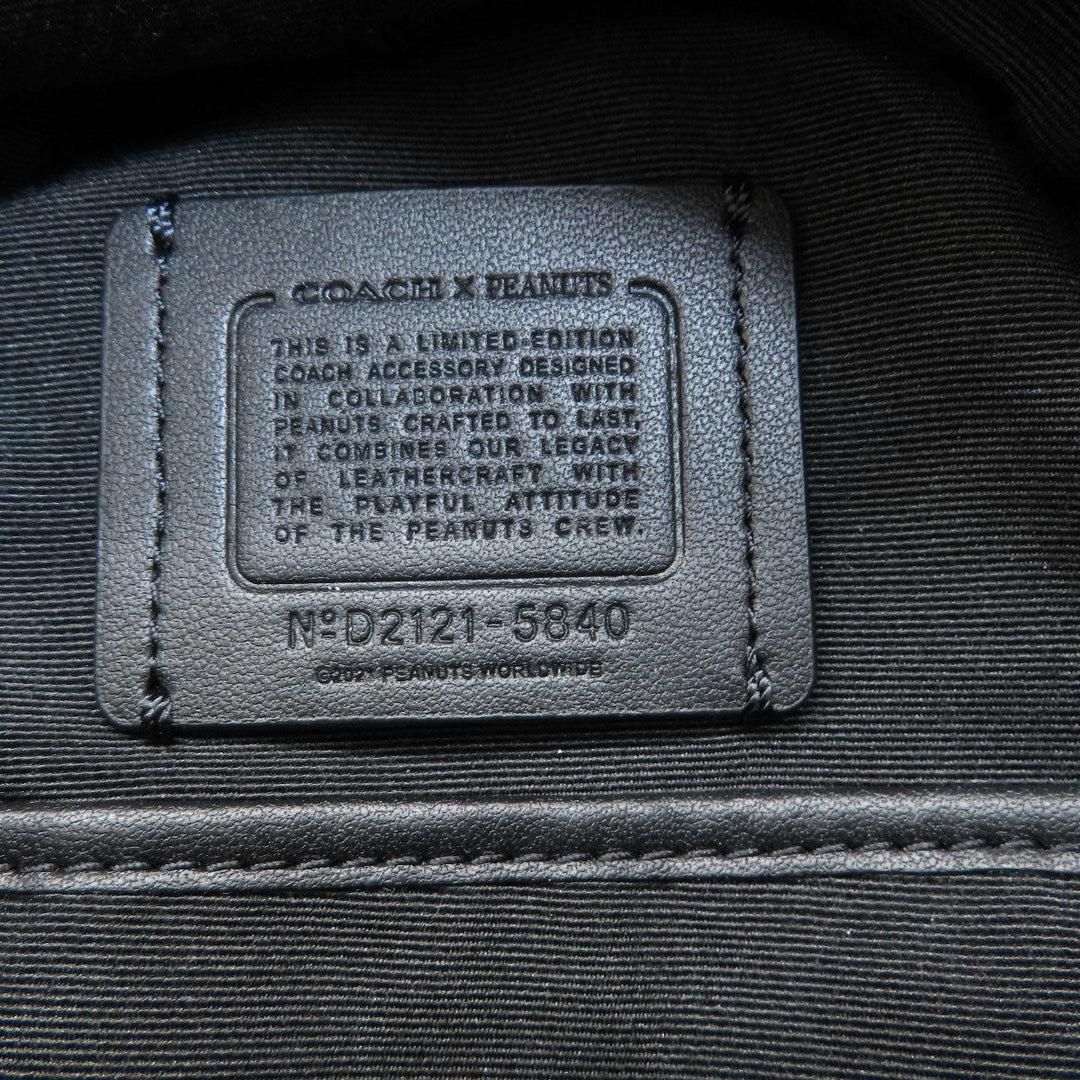 COACH X PEANUTS
THIS IS A LIMITED-EDITION
COACH ACCESSORY DESIGNED
IN COLLABORATION WITH
PEANUTS CRAFTED TO LAST,
IT COMBINES OUR LEGACY
OF LEATHERCRAFT WITH
THE PLAYFUL ATTITUDE
OF THE PEANUTS CREW.
NºD2121-5840
©2021 PEANUTS WORLDWIDE